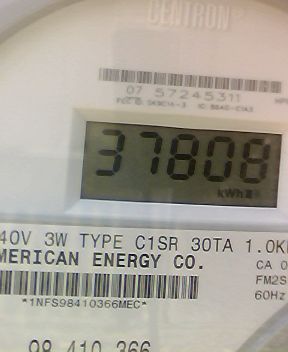 CENTRON
07 57245311
37808
kWh
40V 3W TYPE C1SR 30TA 1.0K
MERICAN ENERGY CO.
CA 0
FM2S
*1NFS98410366MEC*
60Hz
98 410 366